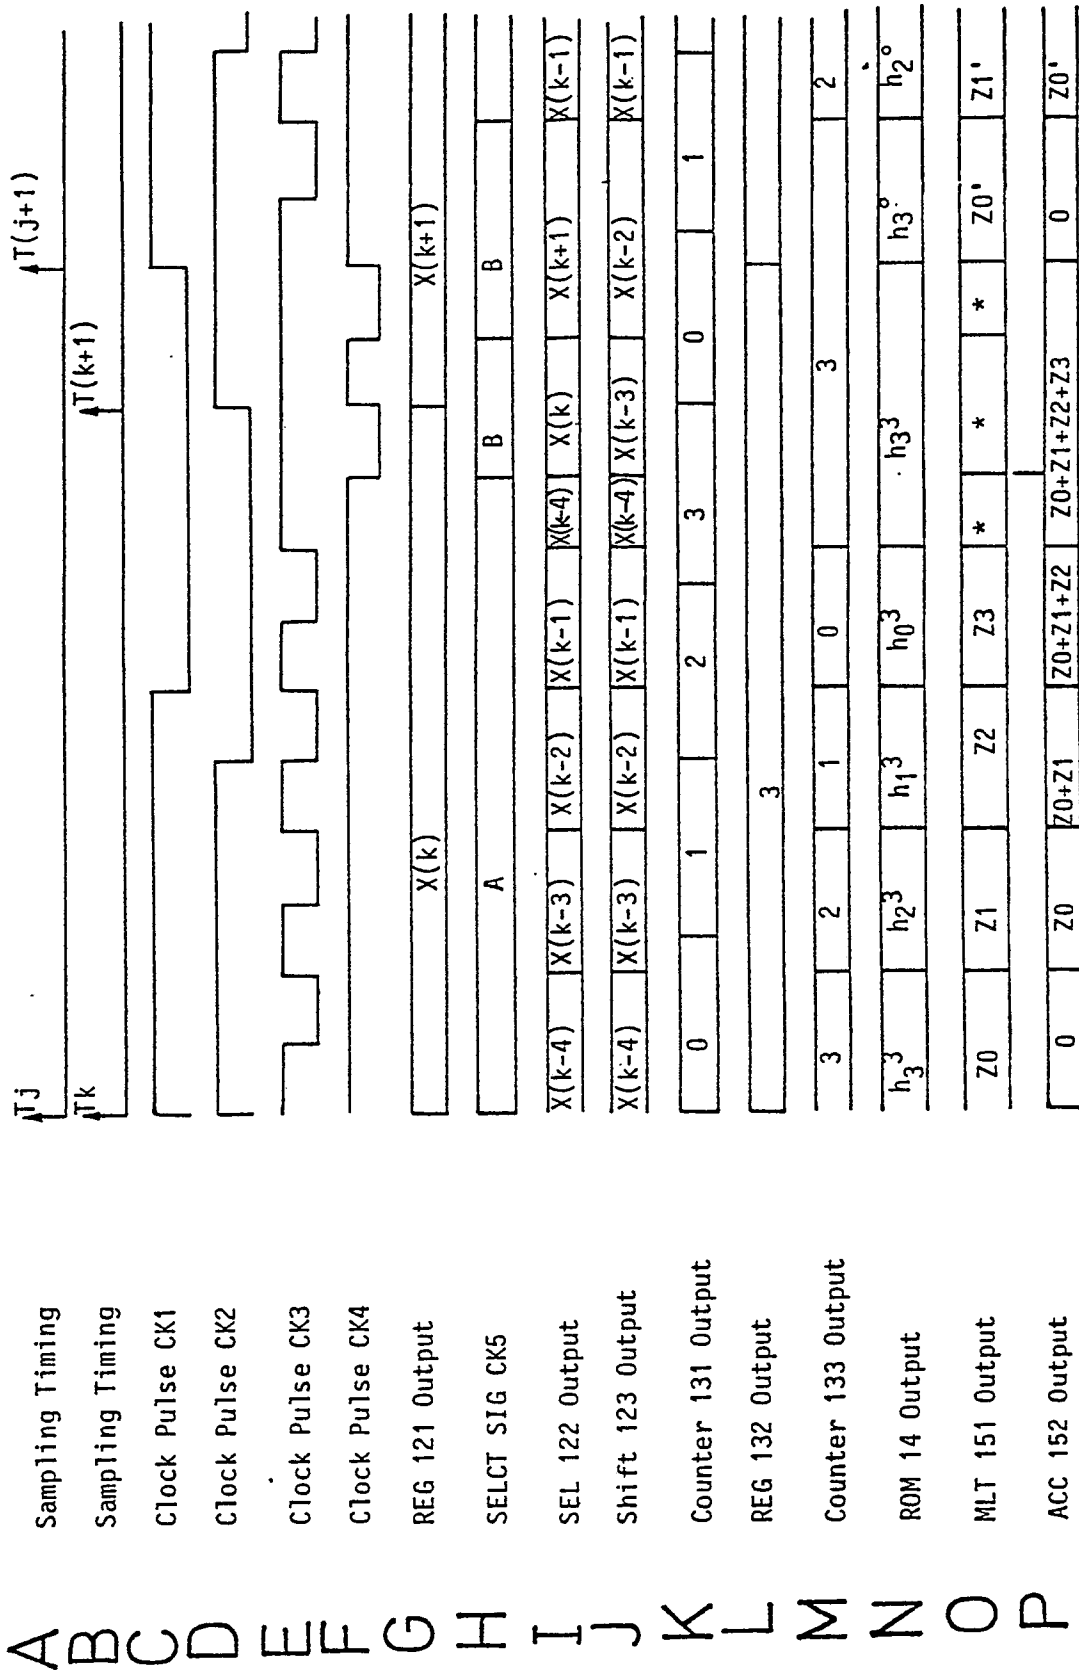 A Sampling Timing Tj T(j+1)
B Sampling Timing Tk T(k+1)
C Clock Pulse CK1
D Clock Pulse CK2
E Clock Pulse CK3
F Clock Pulse CK4
G REG 121 Output X(k) X(k+1)
H SELCT SIG CK5 A B B
I SEL 122 Output X(k-4) X(k-3) X(k-2) X(k-1) X(k-4) X(k) X(k+1) X(k-1)
J Shift 123 Output X(k-4) X(k-3) X(k-2) X(k-1) X(k-4) X(k-3) X(k-2) X(k-1)
K Counter 131 Output 0 1 2 3 0 1
L REG 132 Output 3
M Counter 133 Output 3 2 1 0 3 2
N ROM 14 Output h₃³ h₂³ h₁³ h₀³ h₃³ h₃° h₂°
O MLT 151 Output Z0 Z1 Z2 Z3 * * * Z0' Z1'
P ACC 152 Output 0 Z0 Z0+Z1 Z0+Z1+Z2 Z0+Z1+Z2+Z3 0 Z0'